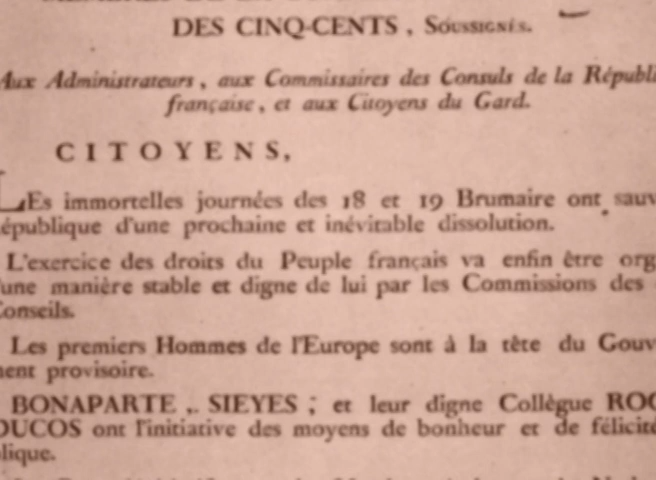 DES CINQ-CENTS, Soussignés.
Aux Administrateurs, aux Commissaires des Consuls de la Républi
française, et aux Citoyens du Gard.
CITOYENS,
LEs immortelles journées des 18 et 19 Brumaire ont sauv
épublique d'une prochaine et inévitable dissolution.
L'exercice des droits du Peuple français va enfin être org
'une manière stable et digne de lui par les Commissions des
Conseils.
Les premiers Hommes de l'Europe sont à la tête du Gouv
ment provisoire.
BONAPARTE, SIEYES; et leur digne Collègue ROG
DUCOS ont l'initiative des moyens de bonheur et de félicité
lique.